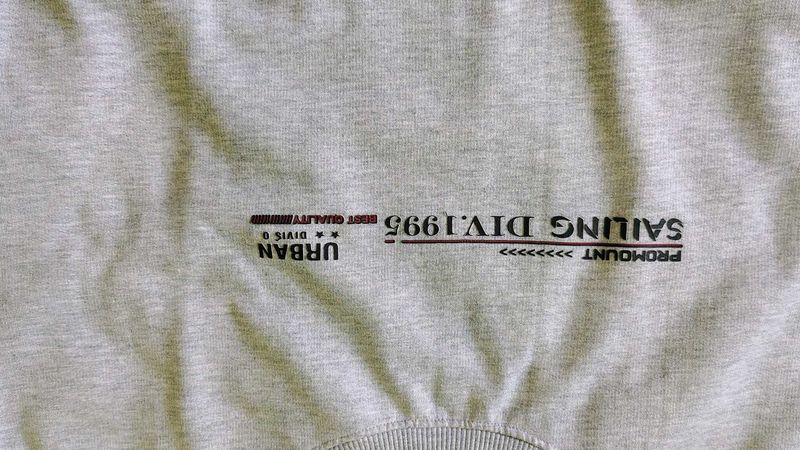 PROMOUNT >>>>>>>>
SAILING DIV.1995
URBAN
DIVIS O ★ ★
BEST QUALITY//////////////